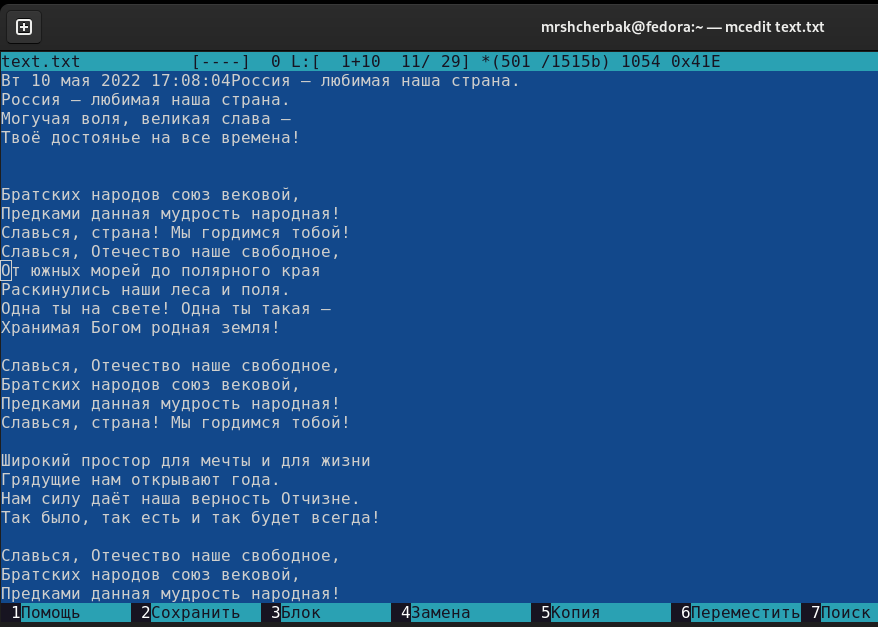 mrshcherbak@fedora:~ — mcedit text.txt
text.txt [----] 0 L:[ 1+10 11/ 29] *(501 /1515b) 1054 0x41E
Вт 10 мая 2022 17:08:04Россия — любимая наша страна.
Россия — любимая наша страна.
Могучая воля, великая слава —
Твоё достоянье на все времена!
Братских народов союз вековой,
Предками данная мудрость народная!
Славься, страна! Мы гордимся тобой!
Славься, Отечество наше свободное,
От южных морей до полярного края
Раскинулись наши леса и поля.
Одна ты на свете! Одна ты такая —
Хранимая Богом родная земля!
Славься, Отечество наше свободное,
Братских народов союз вековой,
Предками данная мудрость народная!
Славься, страна! Мы гордимся тобой!
Широкий простор для мечты и для жизни
Грядущие нам открывают года.
Нам силу даёт наша верность Отчизне.
Так было, так есть и так будет всегда!
Славься, Отечество наше свободное,
Братских народов союз вековой,
Предками данная мудрость народная!
1Помощь 2Сохранить 3Блок 4Замена 5Копия 6Переместить 7Поиск